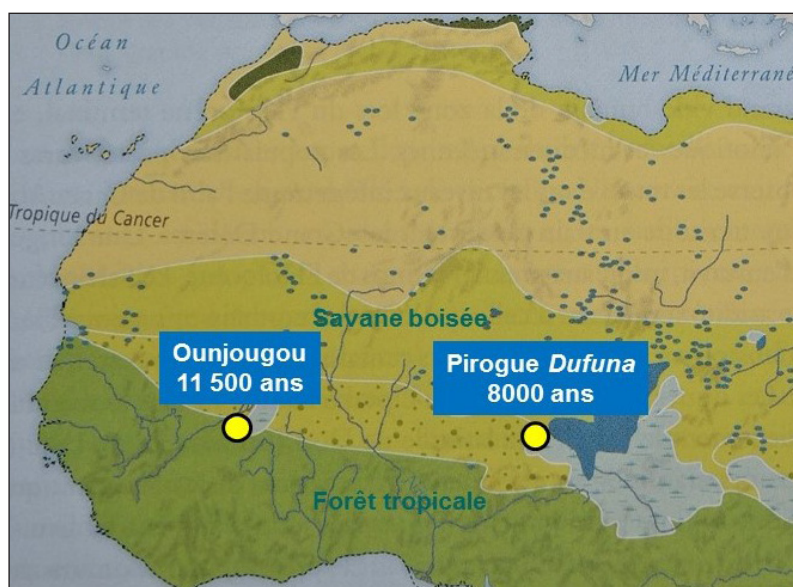 Océan
Atlantique
Mer Méditerrané
Tropique du Cancer
Savane boisée
Ounjougou
11 500 ans
Pirogue Dufuna
8000 ans
Forêt tropicale